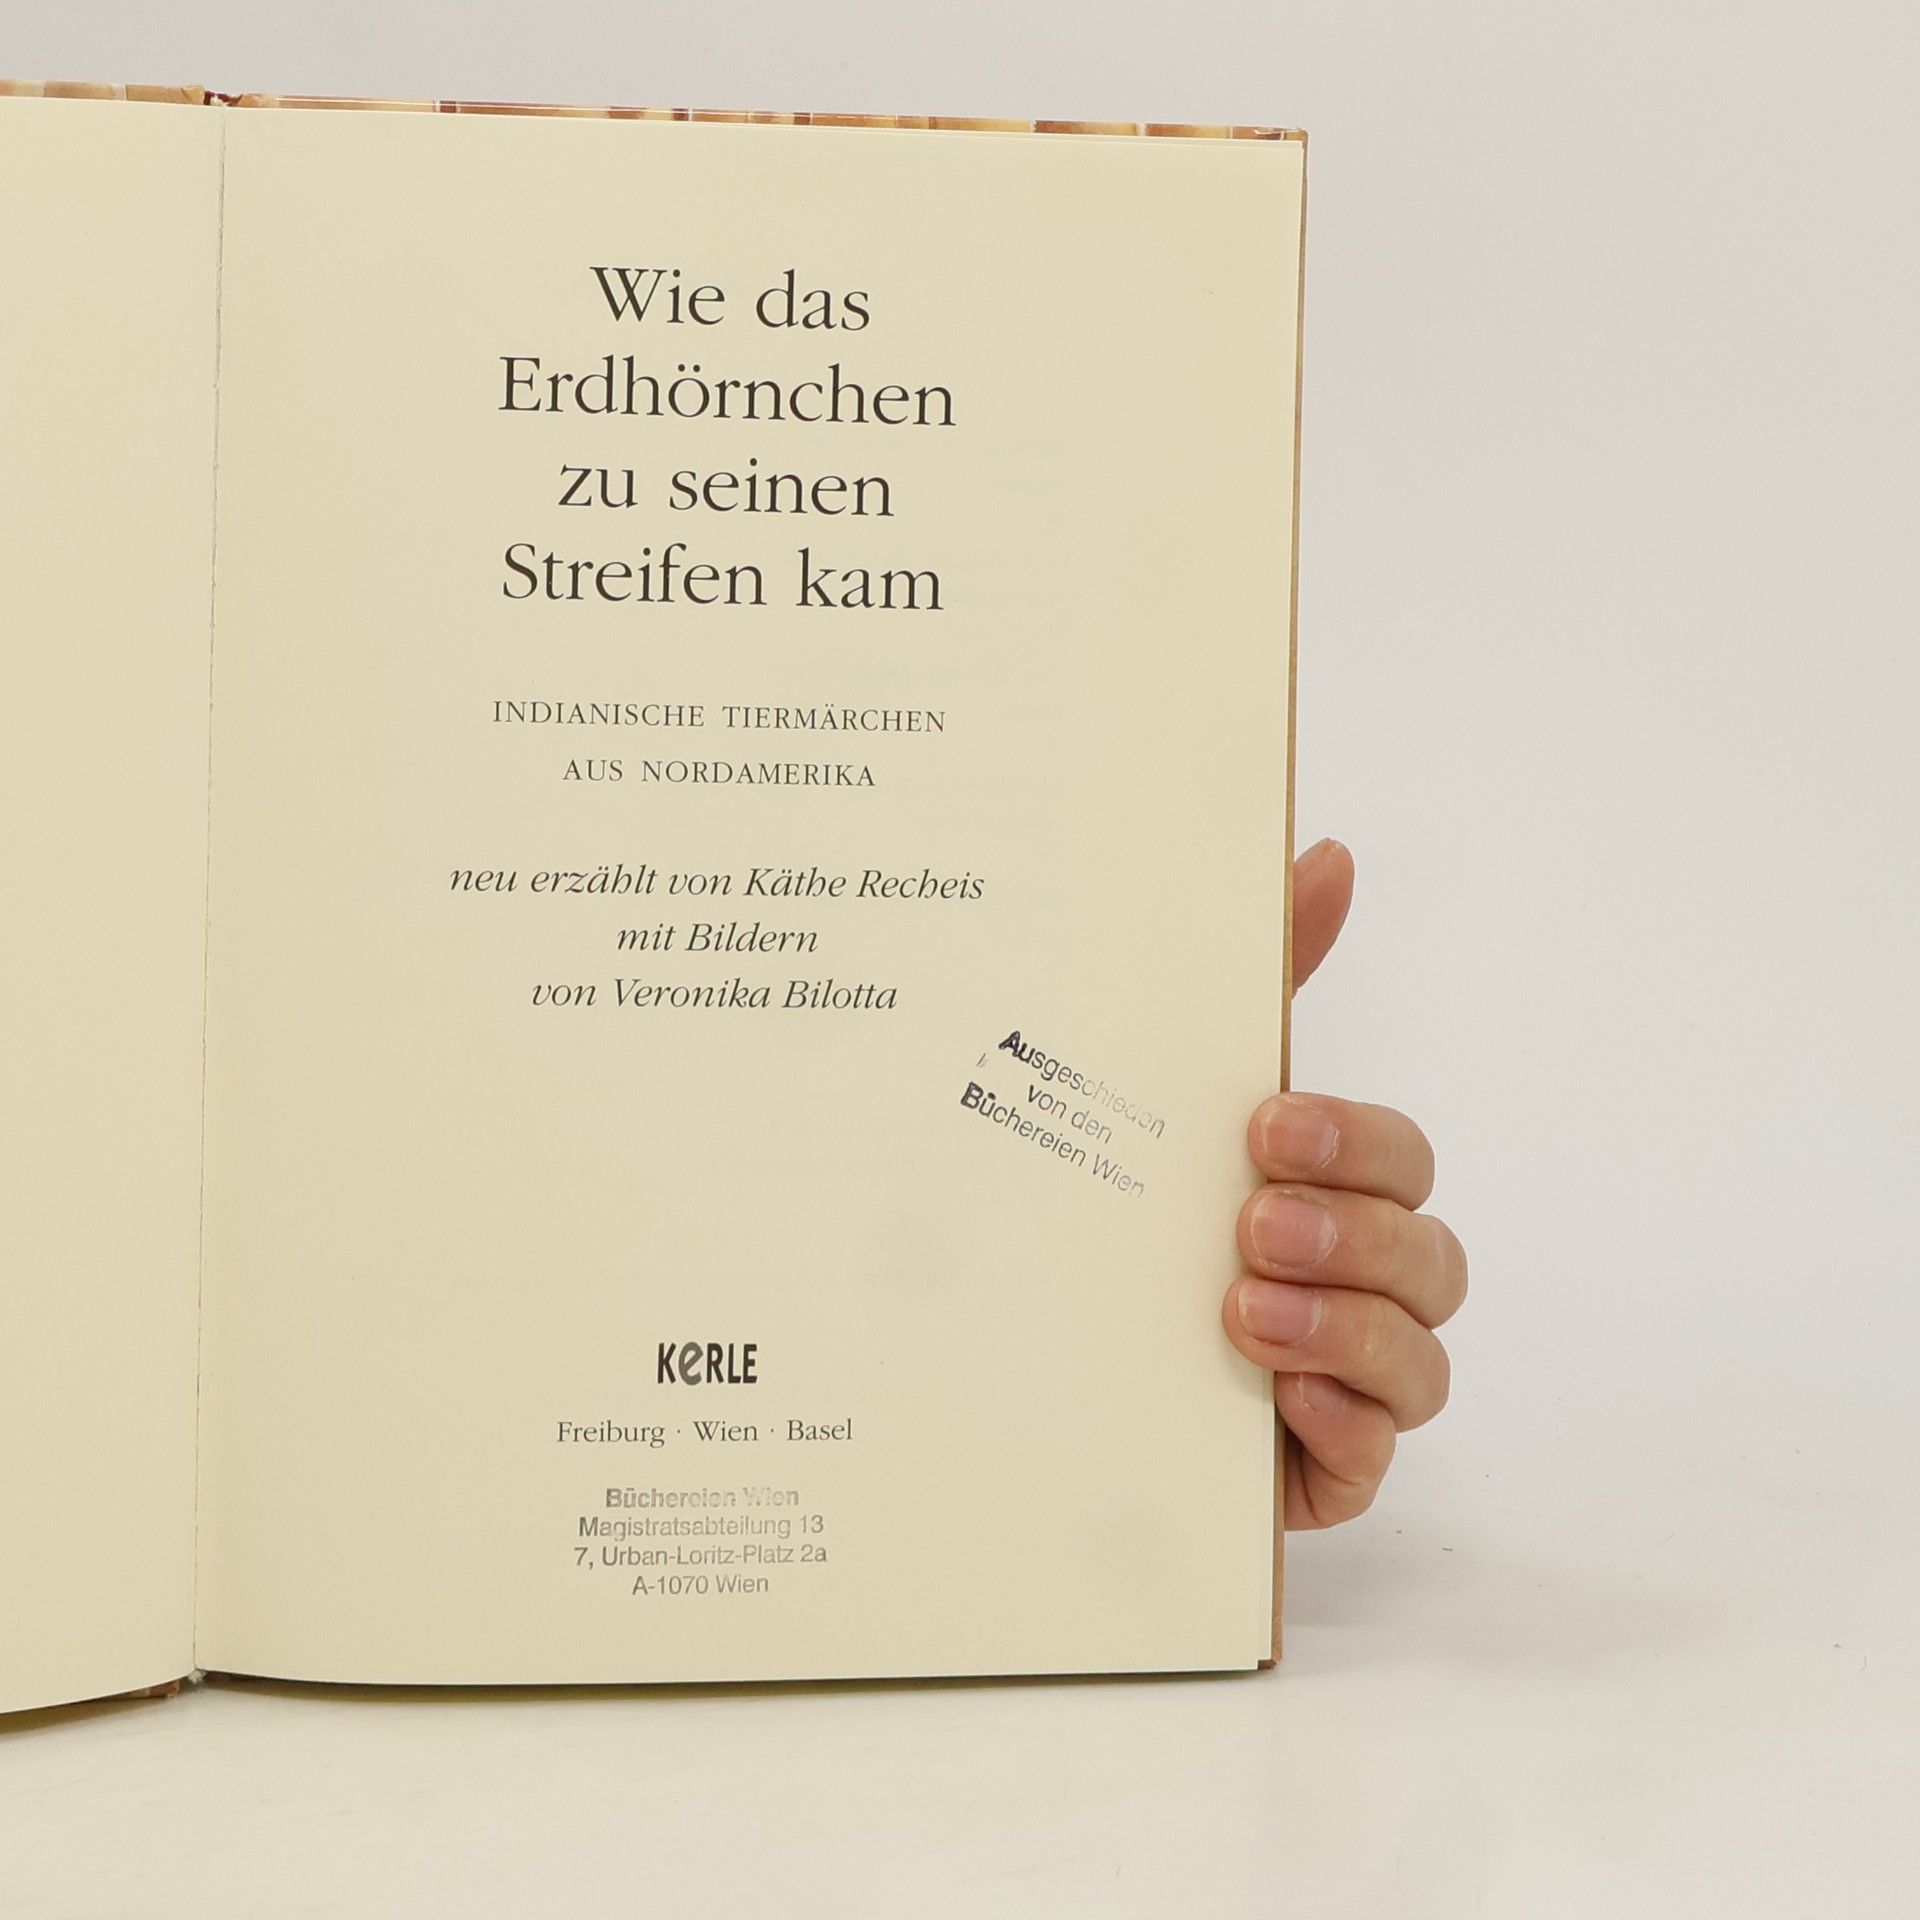 Wie das
Erdhörnchen
zu seinen
Streifen kam
INDIANISCHE TIERMÄRCHEN
AUS NORDAMERIKA
neu erzählt von Käthe Recheis
mit Bildern
von Veronika Bilotta
Ausgeschieden
von den
Büchereien Wien
KeRLE
Freiburg · Wien · Basel
Büchereien Wien
Magistratsabteilung 13
7, Urban-Loritz-Platz 2a
A-1070 Wien